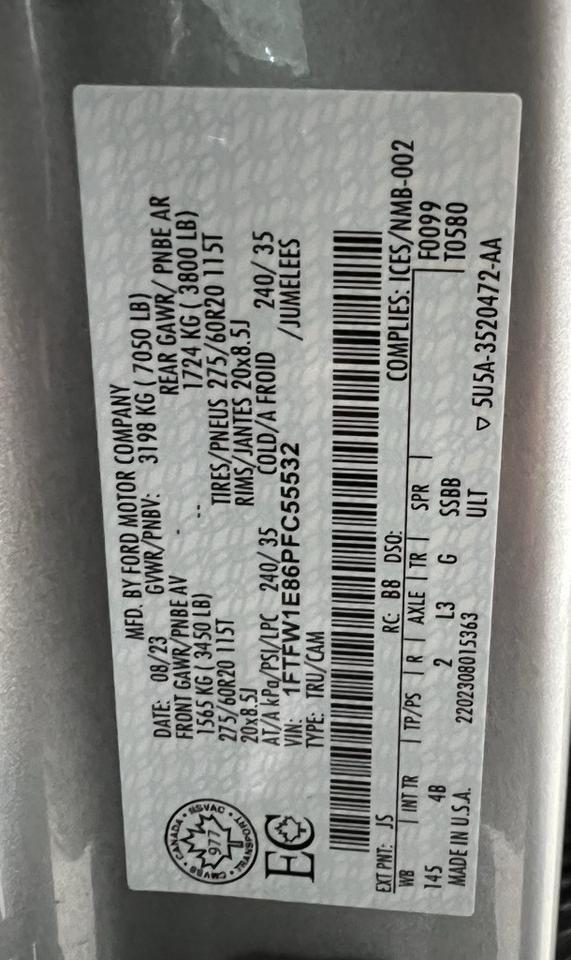 MFD. BY FORD MOTOR COMPANY
DATE: 08/23 GVWR/PNBV: 3198 KG ( 7050 LB)
FRONT GAWR/PNBE AV REAR GAWR/ PNBE AR
1565 KG ( 3450 LB) 1724 KG ( 3800 LB)
275/60R20 115T TIRES/PNEUS 275/60R20 115T
20x8.5J RIMS/JANTES 20x8.5J
AT/A kPa/PSI/LPC 240/ 35 COLD/A FROID 240/ 35
VIN: 1FTFW1E86PFC55532 /JUMELEES
TYPE: TRU/CAM
CANADA
NSVAC
TRANSPORT
CMVSS
977
EC
EXT PNT: JS RC: B8 DSO: COMPLIES: ICES/NMB-002
WB INT TR TP/PS R AXLE TR SPR F0099
145 4B 2 L3 G SSBB T0580
MADE IN U.S.A. 2202308015363 ULT
▽ 5U5A-3520472-AA